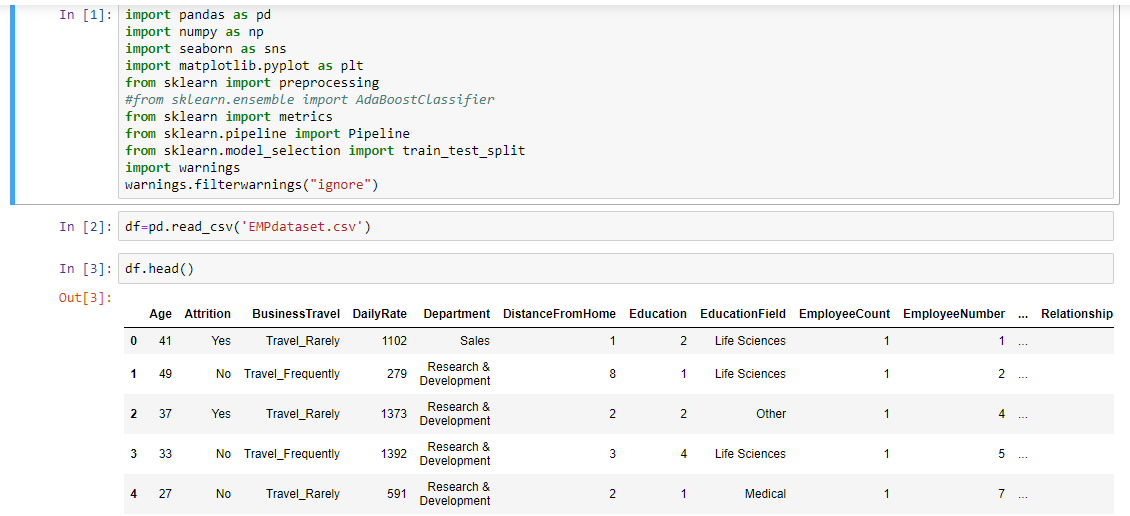 In [1]: import pandas as pd
import numpy as np
import seaborn as sns
import matplotlib.pyplot as plt
from sklearn import preprocessing
#from sklearn.ensemble import AdaBoostClassifier
from sklearn import metrics
from sklearn.pipeline import Pipeline
from sklearn.model_selection import train_test_split
import warnings
warnings.filterwarnings("ignore")
In [2]: df=pd.read_csv('EMPdataset.csv')
In [3]: df.head()
Out[3]:
Age Attrition BusinessTravel DailyRate Department DistanceFromHome Education EducationField EmployeeCount EmployeeNumber ... Relationship
0 41 Yes Travel_Rarely 1102 Sales 1 2 Life Sciences 1 1 ...
1 49 No Travel_Frequently 279 Research & Development 8 1 Life Sciences 1 2 ...
2 37 Yes Travel_Rarely 1373 Research & Development 2 2 Other 1 4 ...
3 33 No Travel_Frequently 1392 Research & Development 3 4 Life Sciences 1 5 ...
4 27 No Travel_Rarely 591 Research & Development 2 1 Medical 1 7 ...